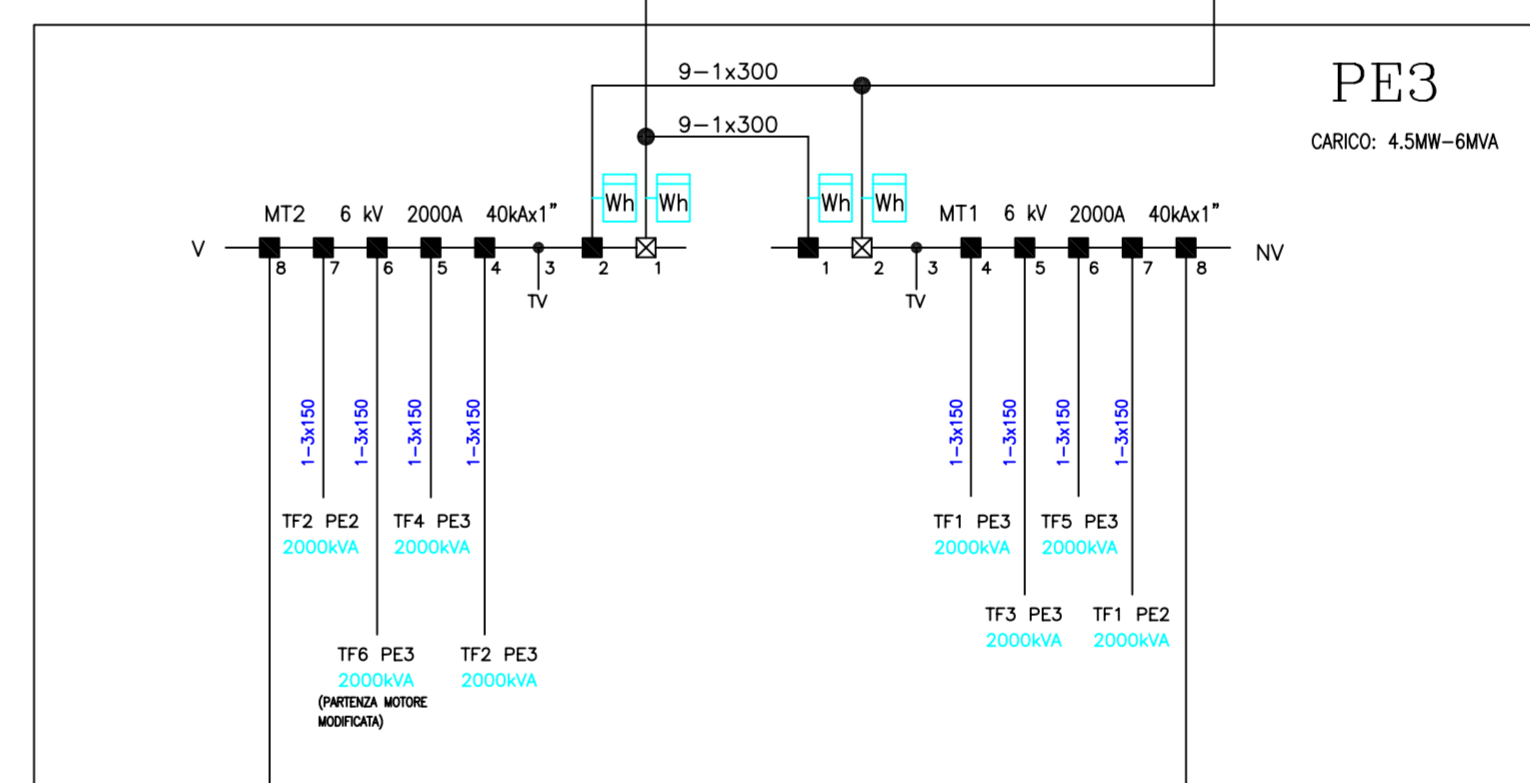 9-1x300
PE3
9-1x300
CARICO: 4.5MW-6MVA
Wh
Wh
Wh
Wh
MT2 6 kV 2000A 40kAx1"
MT1 6 kV 2000A 40kAx1"
V
NV
8 7 6 5 4 3 2 1
1 2 3 4 5 6 7 8
TV
TV
1-3x150
1-3x150
1-3x150
1-3x150
1-3x150
1-3x150
1-3x150
1-3x150
TF2 PE2
2000kVA
TF4 PE3
2000kVA
TF1 PE3
2000kVA
TF5 PE3
2000kVA
TF3 PE3
2000kVA
TF1 PE2
2000kVA
TF6 PE3
2000kVA
(PARTENZA MOTORE
MODIFICATA)
TF2 PE3
2000kVA